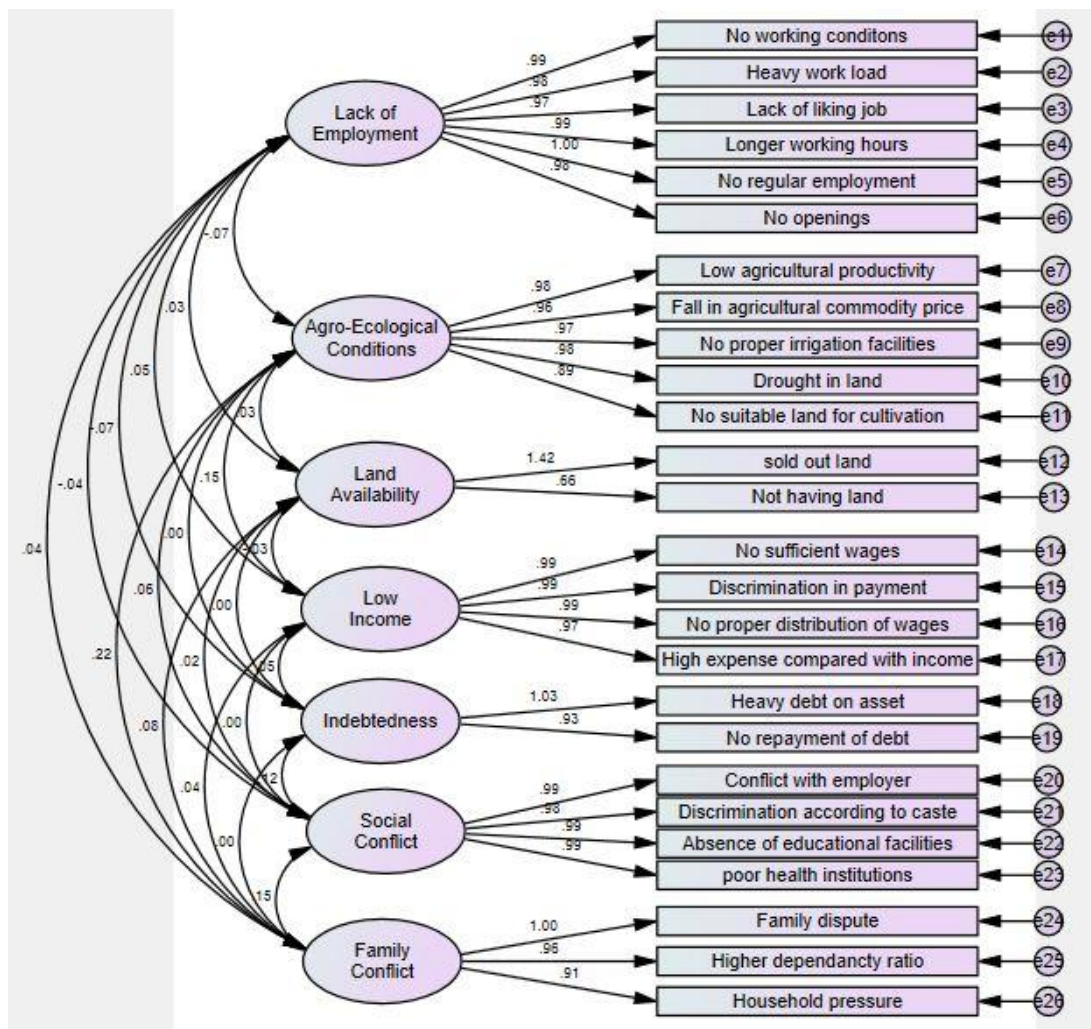 No working conditons
e1
.99
Heavy work load
e2
.98
Lack of
Employment
Lack of liking job
e3
.97
Longer working hours
e4
.99
No regular employment
e5
1.00
No openings
e6
.98
-.07
Low agricultural productivity
e7
.98
Fall in agricultural commodity price
e8
.96
Agro-Ecological
Conditions
No proper irrigation facilities
e9
.97
Drought in land
e10
.98
No suitable land for cultivation
e11
.89
.03
.05
.03
-.07
Land
Availability
sold out land
e12
1.42
Not having land
e13
.66
.15
-.04
.00
-.03
.04
No sufficient wages
e14
.99
Low
Income
Discrimination in payment
e15
.99
No proper distribution of wages
e16
.99
High expense compared with income
e17
.97
.06
.00
.22
.02
.05
Indebtedness
Heavy debt on asset
e18
1.03
No repayment of debt
e19
.93
.08
.00
.12
.04
Social
Conflict
Conflict with employer
e20
.99
Discrimination according to caste
e21
.98
Absence of educational facilities
e22
.99
poor health institutions
e23
.99
.00
.15
Family
Conflict
Family dispute
e24
1.00
Higher dependancty ratio
e25
.96
Household pressure
e26
.91